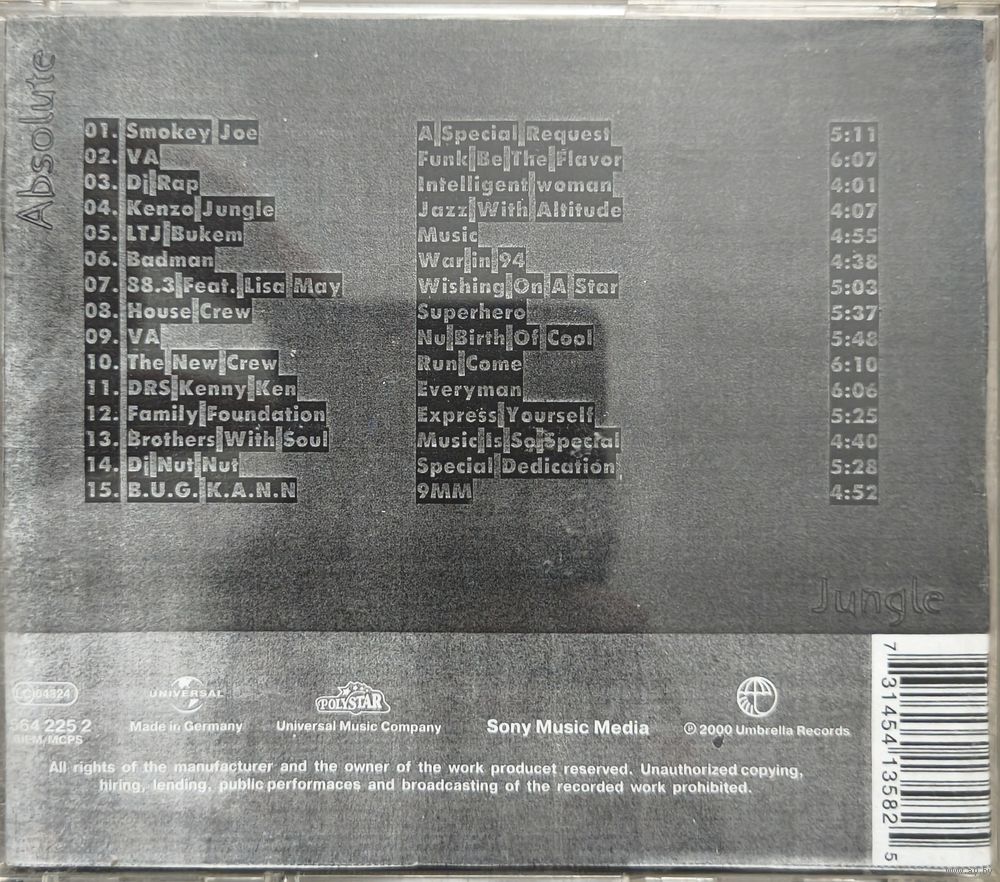 Absolute
01. Smokey Joe A Special Request 5:11
02. VA Funk Be The Flavor 6:07
03. Dj Rap Intelligent woman 4:01
04. Kenzo Jungle Jazz With Altitude 4:07
05. LTJ Bukem Music 4:55
06. Badman War in 94 4:38
07. 88.3 Feat. Lisa May Wishing On A Star 5:03
08. House Crew Superhero 5:37
09. VA Nu Birth Of Cool 5:48
10. The New Crew Run Come 6:10
11. DRS Kenny Ken Everyman 6:06
12. Family Foundation Express Yourself 5:25
13. Brothers With Soul Music Is So Special 4:40
14. Dj Nut Nut Special Dedication 5:28
15. B.U.G. K.A.N.N 9MM 4:52
Jungle
LC 04324 UNIVERSAL POLYSTAR
564 225 2 Made in Germany Universal Music Company Sony Music Media ℗ 2000 Umbrella Records
BIEM/MCPS
All rights of the manufacturer and the owner of the work producet reserved. Unauthorized copying,
hiring, lending, public performaces and broadcasting of the recorded work prohibited.
7 31454 13582 5